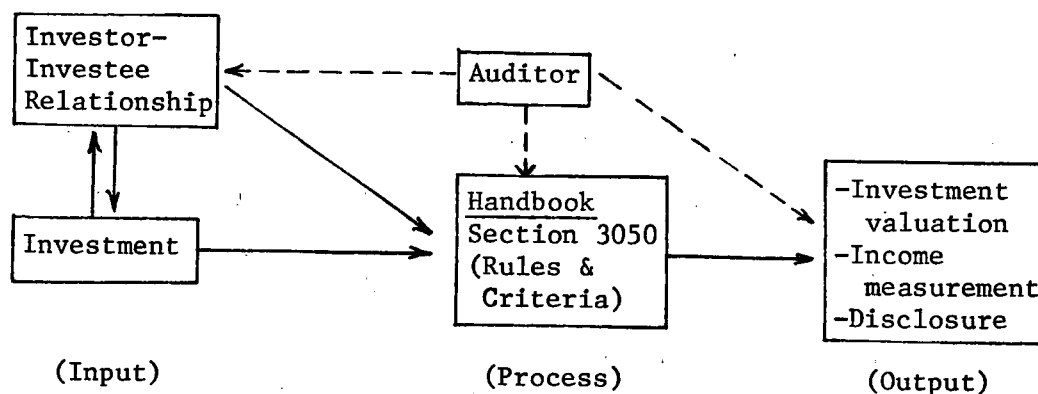 Investor-
Investee
Relationship
Auditor
Investment
Handbook
Section 3050
(Rules &
Criteria)
-Investment
valuation
-Income
measurement
-Disclosure
(Input)
(Process)
(Output)